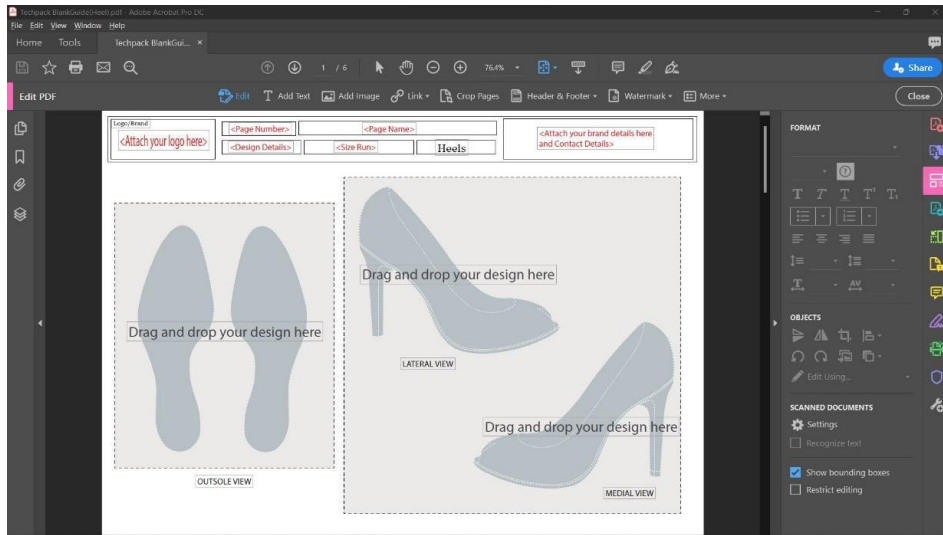 Techpack BlankGuide(Heel).pdf - Adobe Acrobat Pro DC
File Edit View Window Help
Home Tools Techpack BlankGui... ×
1 / 6 76.4% Share
Edit PDF Edit Add Text Add Image Link Crop Pages Header & Footer Watermark More Close
Logo/Brand
<Attach your logo here>
<Page Number> <Page Name>
<Design Details> <Size Run> Heels
<Attach your brand details here
and Contact Details>
Drag and drop your design here
OUTSOLE VIEW
Drag and drop your design here
LATERAL VIEW
Drag and drop your design here
MEDIAL VIEW
FORMAT
OBJECTS
Edit Using...
SCANNED DOCUMENTS
Settings
Recognize text
Show bounding boxes
Restrict editing